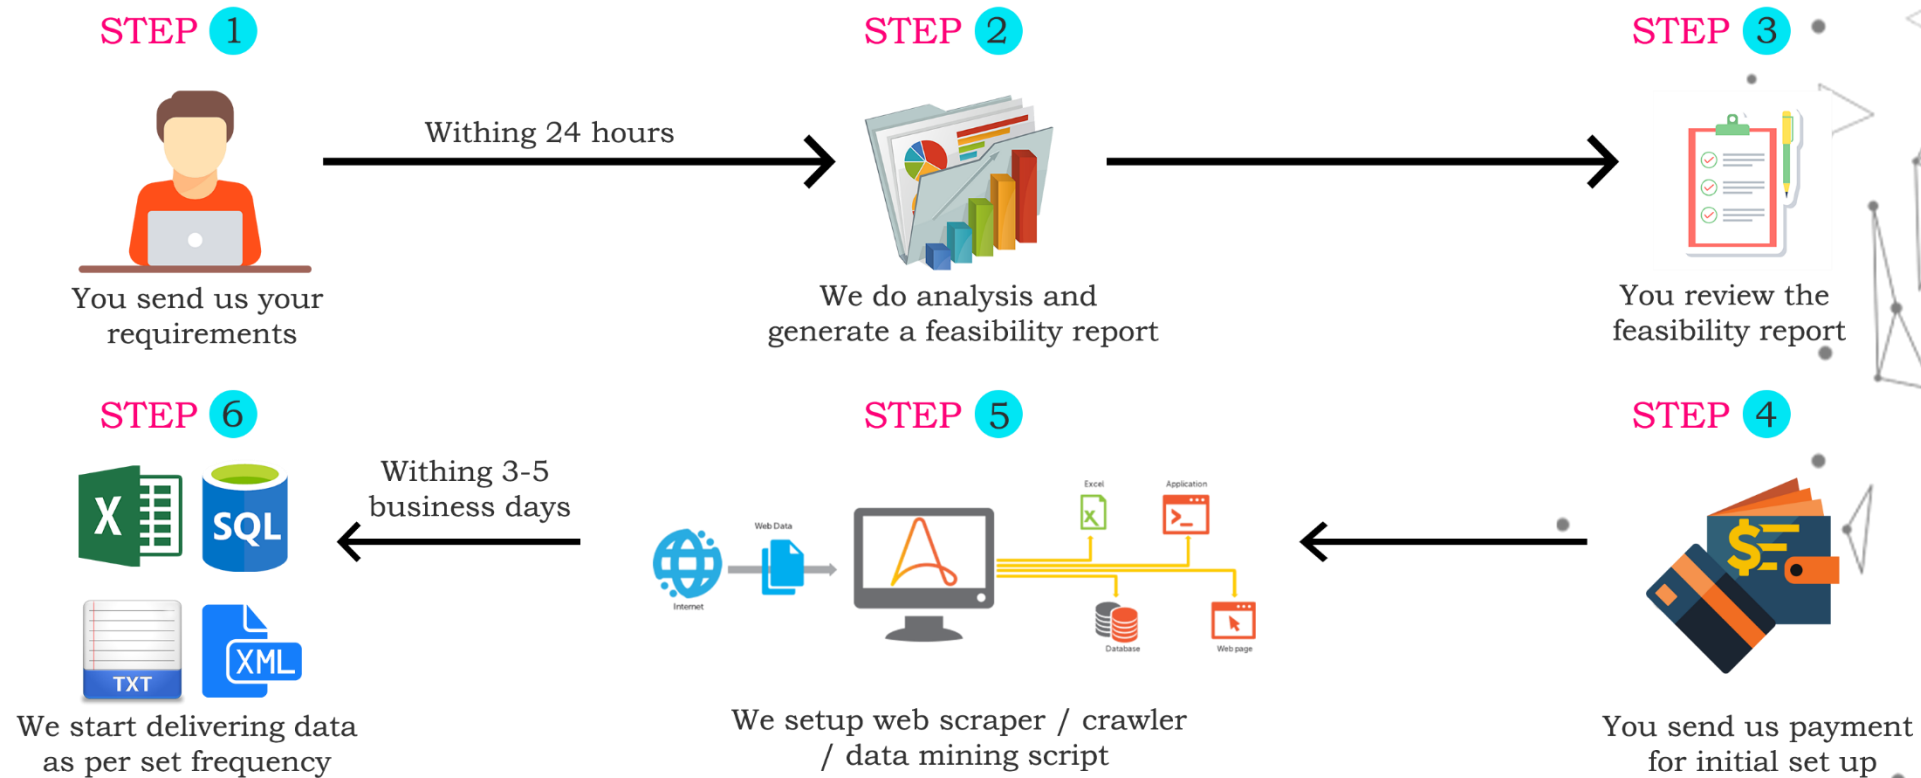 STEP 1
STEP 2
STEP 3
Withing 24 hours
You send us your
requirements
We do analysis and
generate a feasibility report
You review the
feasibility report
STEP 6
STEP 5
STEP 4
X
SQL
TXT
XML
Withing 3-5
business days
Internet
Web Data
Excel
X
Application
>_
Database
Web page
$
We start delivering data
as per set frequency
We setup web scraper / crawler
/ data mining script
You send us payment
for initial set up